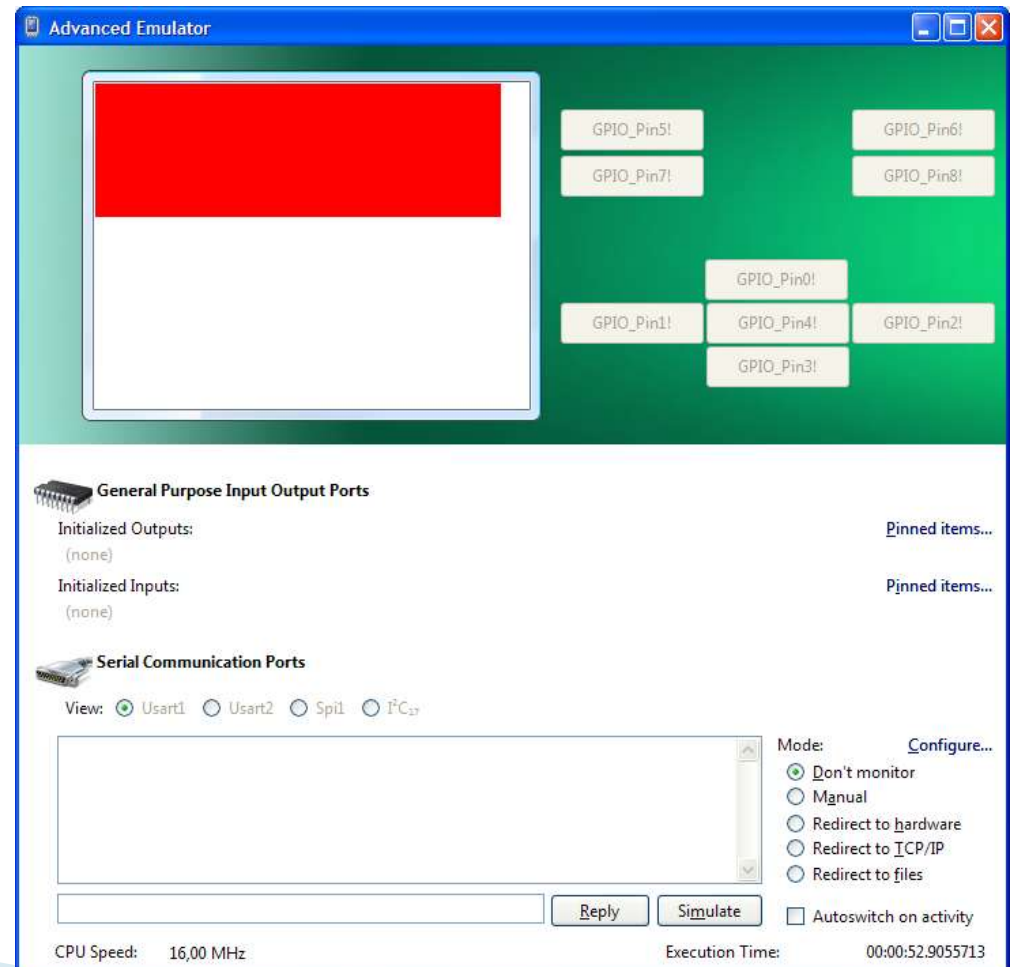 Advanced Emulator
GPIO_Pin5! GPIO_Pin6!
GPIO_Pin7! GPIO_Pin8!
GPIO_Pin0!
GPIO_Pin1! GPIO_Pin4! GPIO_Pin2!
GPIO_Pin3!
General Purpose Input Output Ports
Initialized Outputs: Pinned items...
(none)
Initialized Inputs: Pinned items...
(none)
Serial Communication Ports
View: Usart1 Usart2 Spi1 I²C₁₇
Mode: Configure...
Don't monitor
Manual
Redirect to hardware
Redirect to TCP/IP
Redirect to files
Reply Simulate Autoswitch on activity
CPU Speed: 16,00 MHz Execution Time: 00:00:52.9055713